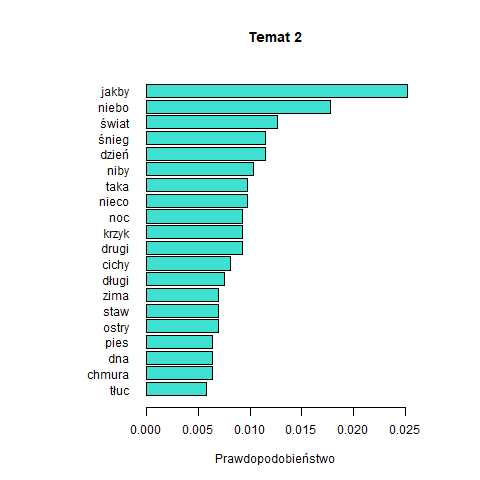 Temat 2
jakby
niebo
świat
śnieg
dzień
niby
taka
nieco
noc
krzyk
drugi
cichy
długi
zima
staw
ostry
pies
dna
chmura
tłuc
0.000 0.005 0.010 0.015 0.020 0.025
Prawdopodobieństwo